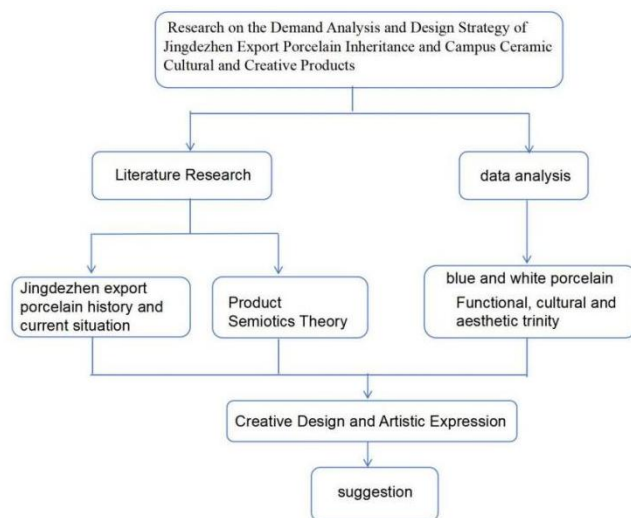 Research on the Demand Analysis and Design Strategy of
Jingdezhen Export Porcelain Inheritance and Campus Ceramic
Cultural and Creative Products
Literature Research
data analysis
Jingdezhen export
porcelain history and
current situation
Product
Semiotics Theory
blue and white porcelain
Functional, cultural and
aesthetic trinity
Creative Design and Artistic Expression
suggestion